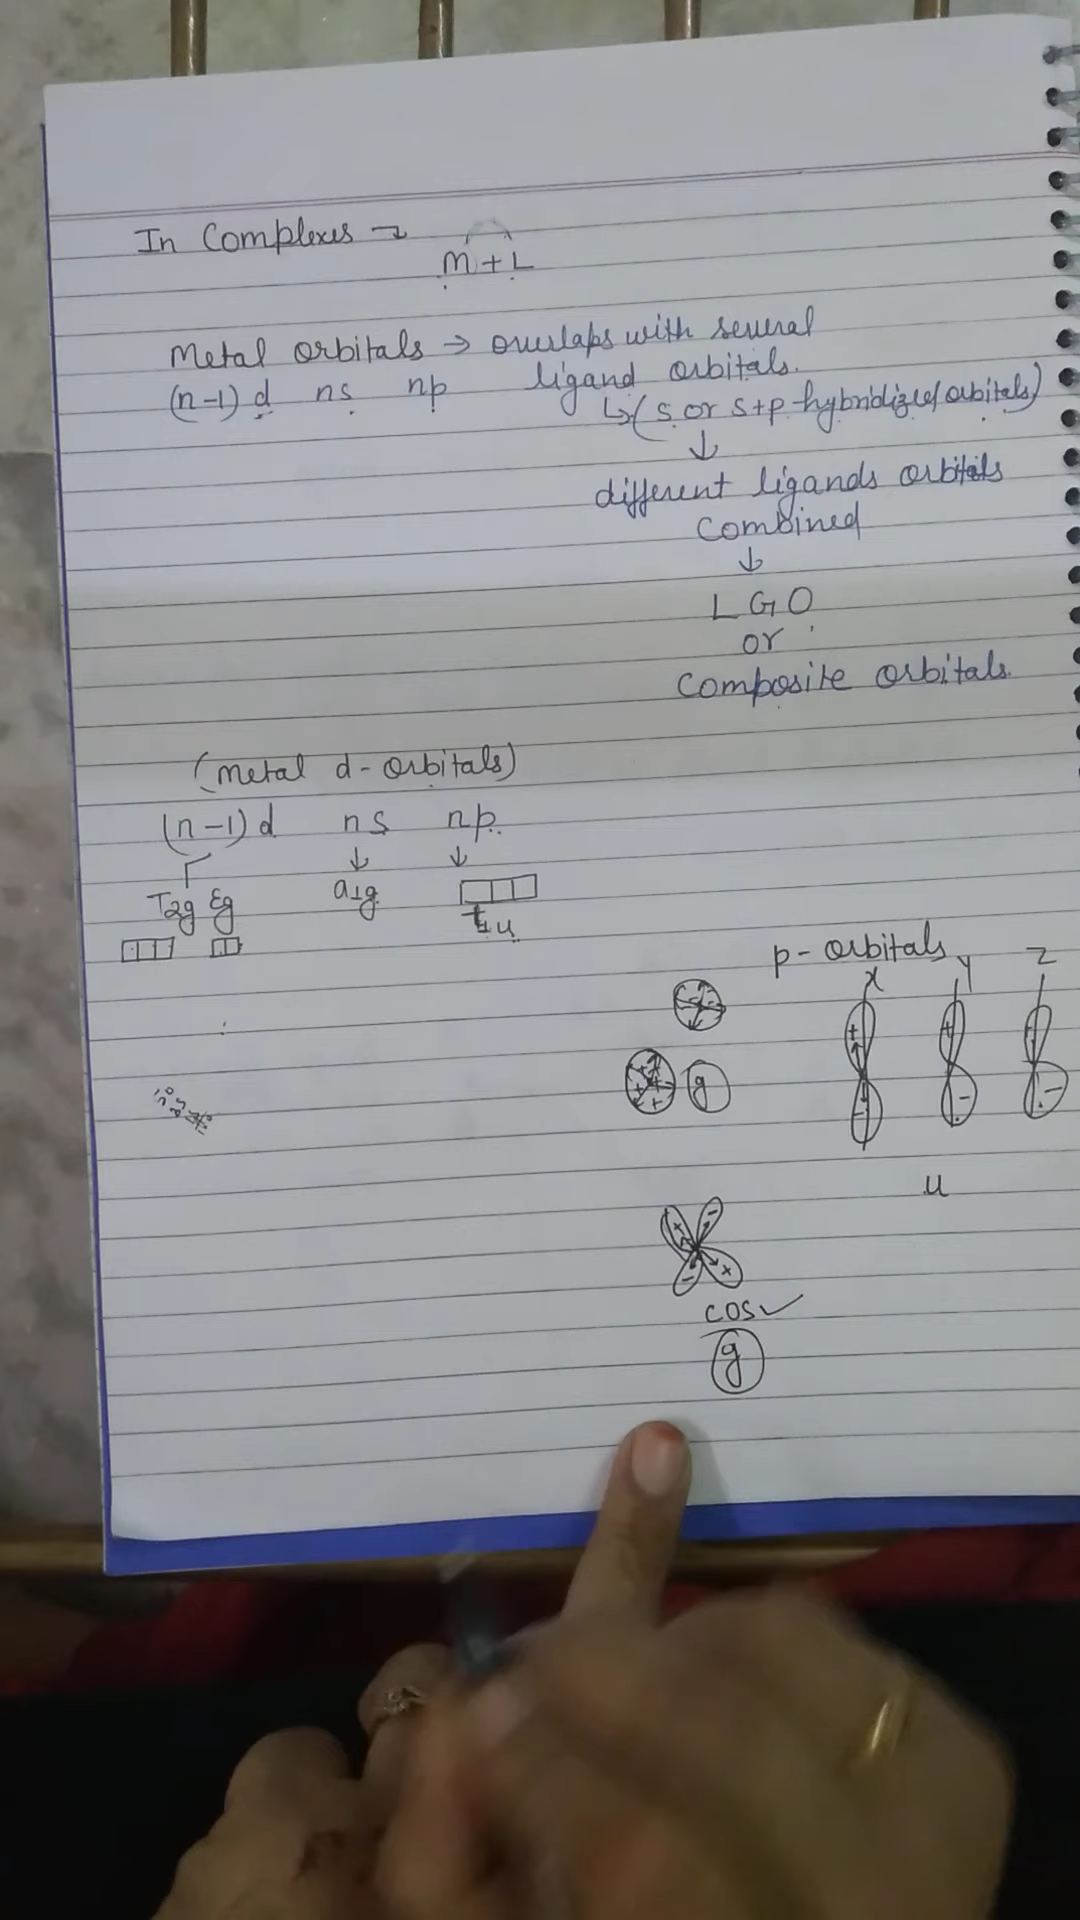 In Complexes →
M + L
Metal orbitals → overlaps with several
(n-1) d ns np ligand orbitals.
↳ (s or s+p hybridized orbitals)
↓
different ligands orbitals
combined
↓
L G O
or
composite orbitals.
(metal d-orbitals)
(n-1) d ns np
↓ ↓
T2g Eg a1g
t1u
p-orbitals
x y z
+ + +
g
- - -
u
+ -
- +
cos ✓
g